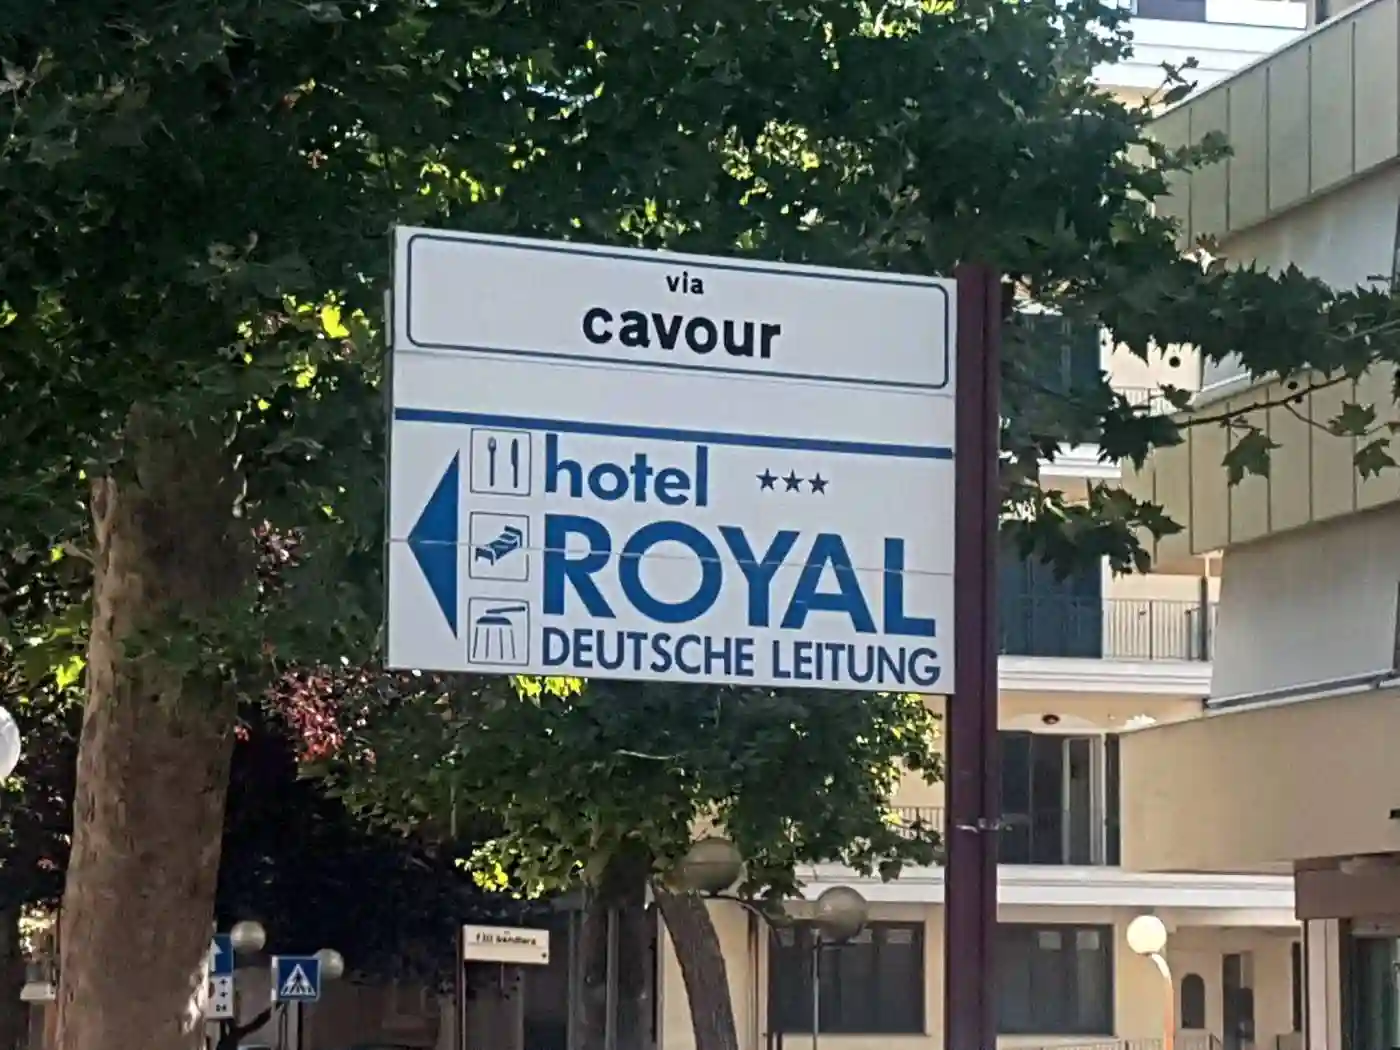 via
cavour
hotel ★★★
ROYAL
DEUTSCHE LEITUNG